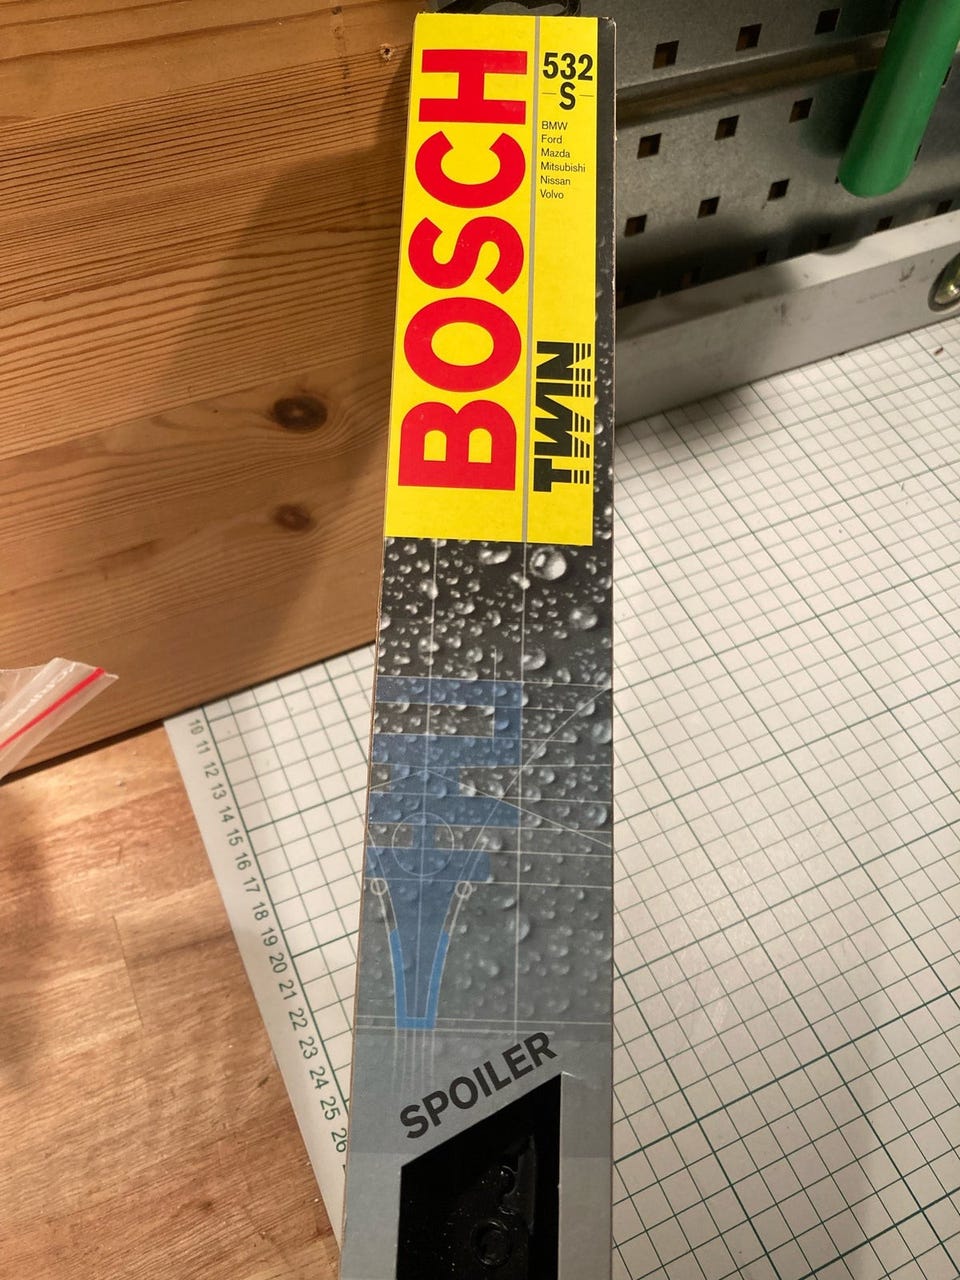 BOSCH
532
S
BMW
Ford
Mazda
Mitsubishi
Nissan
Volvo
TWIN
SPOILER
10 11 12 13 14 15 16 17 18 19 20 21 22 23 24 25 26